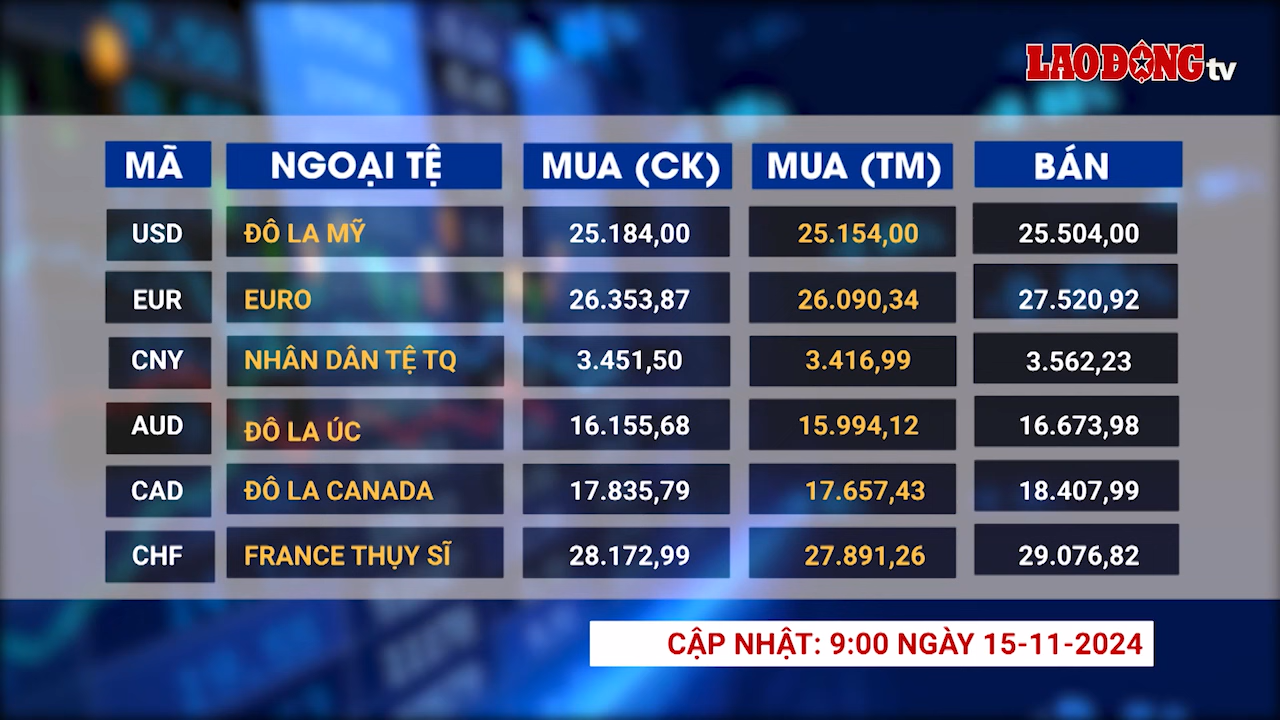 LAO ĐỘNG tv
MÃ NGOẠI TỆ MUA (CK) MUA (TM) BÁN
USD ĐÔ LA MỸ 25.184,00 25.154,00 25.504,00
EUR EURO 26.353,87 26.090,34 27.520,92
CNY NHÂN DÂN TỆ TQ 3.451,50 3.416,99 3.562,23
AUD ĐÔ LA ÚC 16.155,68 15.994,12 16.673,98
CAD ĐÔ LA CANADA 17.835,79 17.657,43 18.407,99
CHF FRANCE THỤY SĨ 28.172,99 27.891,26 29.076,82
CẬP NHẬT: 9:00 NGÀY 15-11-2024